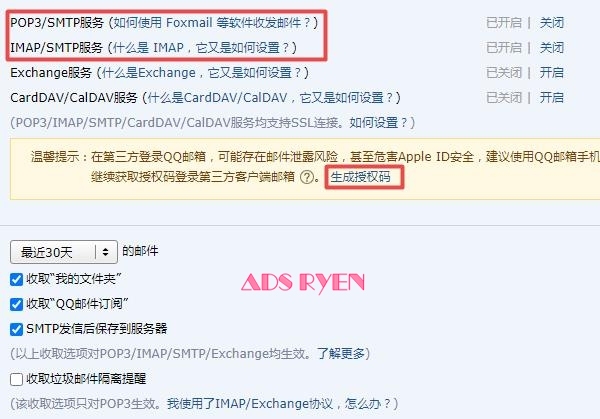 POP3/SMTP服务 (如何使用 Foxmail 等软件收发邮件？) 已开启 | 关闭
IMAP/SMTP服务 (什么是 IMAP，它又是如何设置？) 已开启 | 关闭
Exchange服务 (什么是Exchange，它又是如何设置？) 已关闭 | 开启
CardDAV/CalDAV服务 (什么是CardDAV/CalDAV，它又是如何设置？) 已关闭 | 开启
(POP3/IMAP/SMTP/CardDAV/CalDAV服务均支持SSL连接。如何设置？)
温馨提示：在第三方登录QQ邮箱，可能存在邮件泄露风险，甚至危害Apple ID安全，建议使用QQ邮箱手机
继续获取授权码登录第三方客户端邮箱 ?。 生成授权码
最近30天 的邮件
收取“我的文件夹”
ADS RYEN
收取“QQ邮件订阅”
SMTP发信后保存到服务器
(以上收取选项对POP3/IMAP/SMTP/Exchange均生效。了解更多)
收取垃圾邮件隔离提醒
(该收取选项只对POP3生效。我使用了IMAP/Exchange协议，怎么办？)